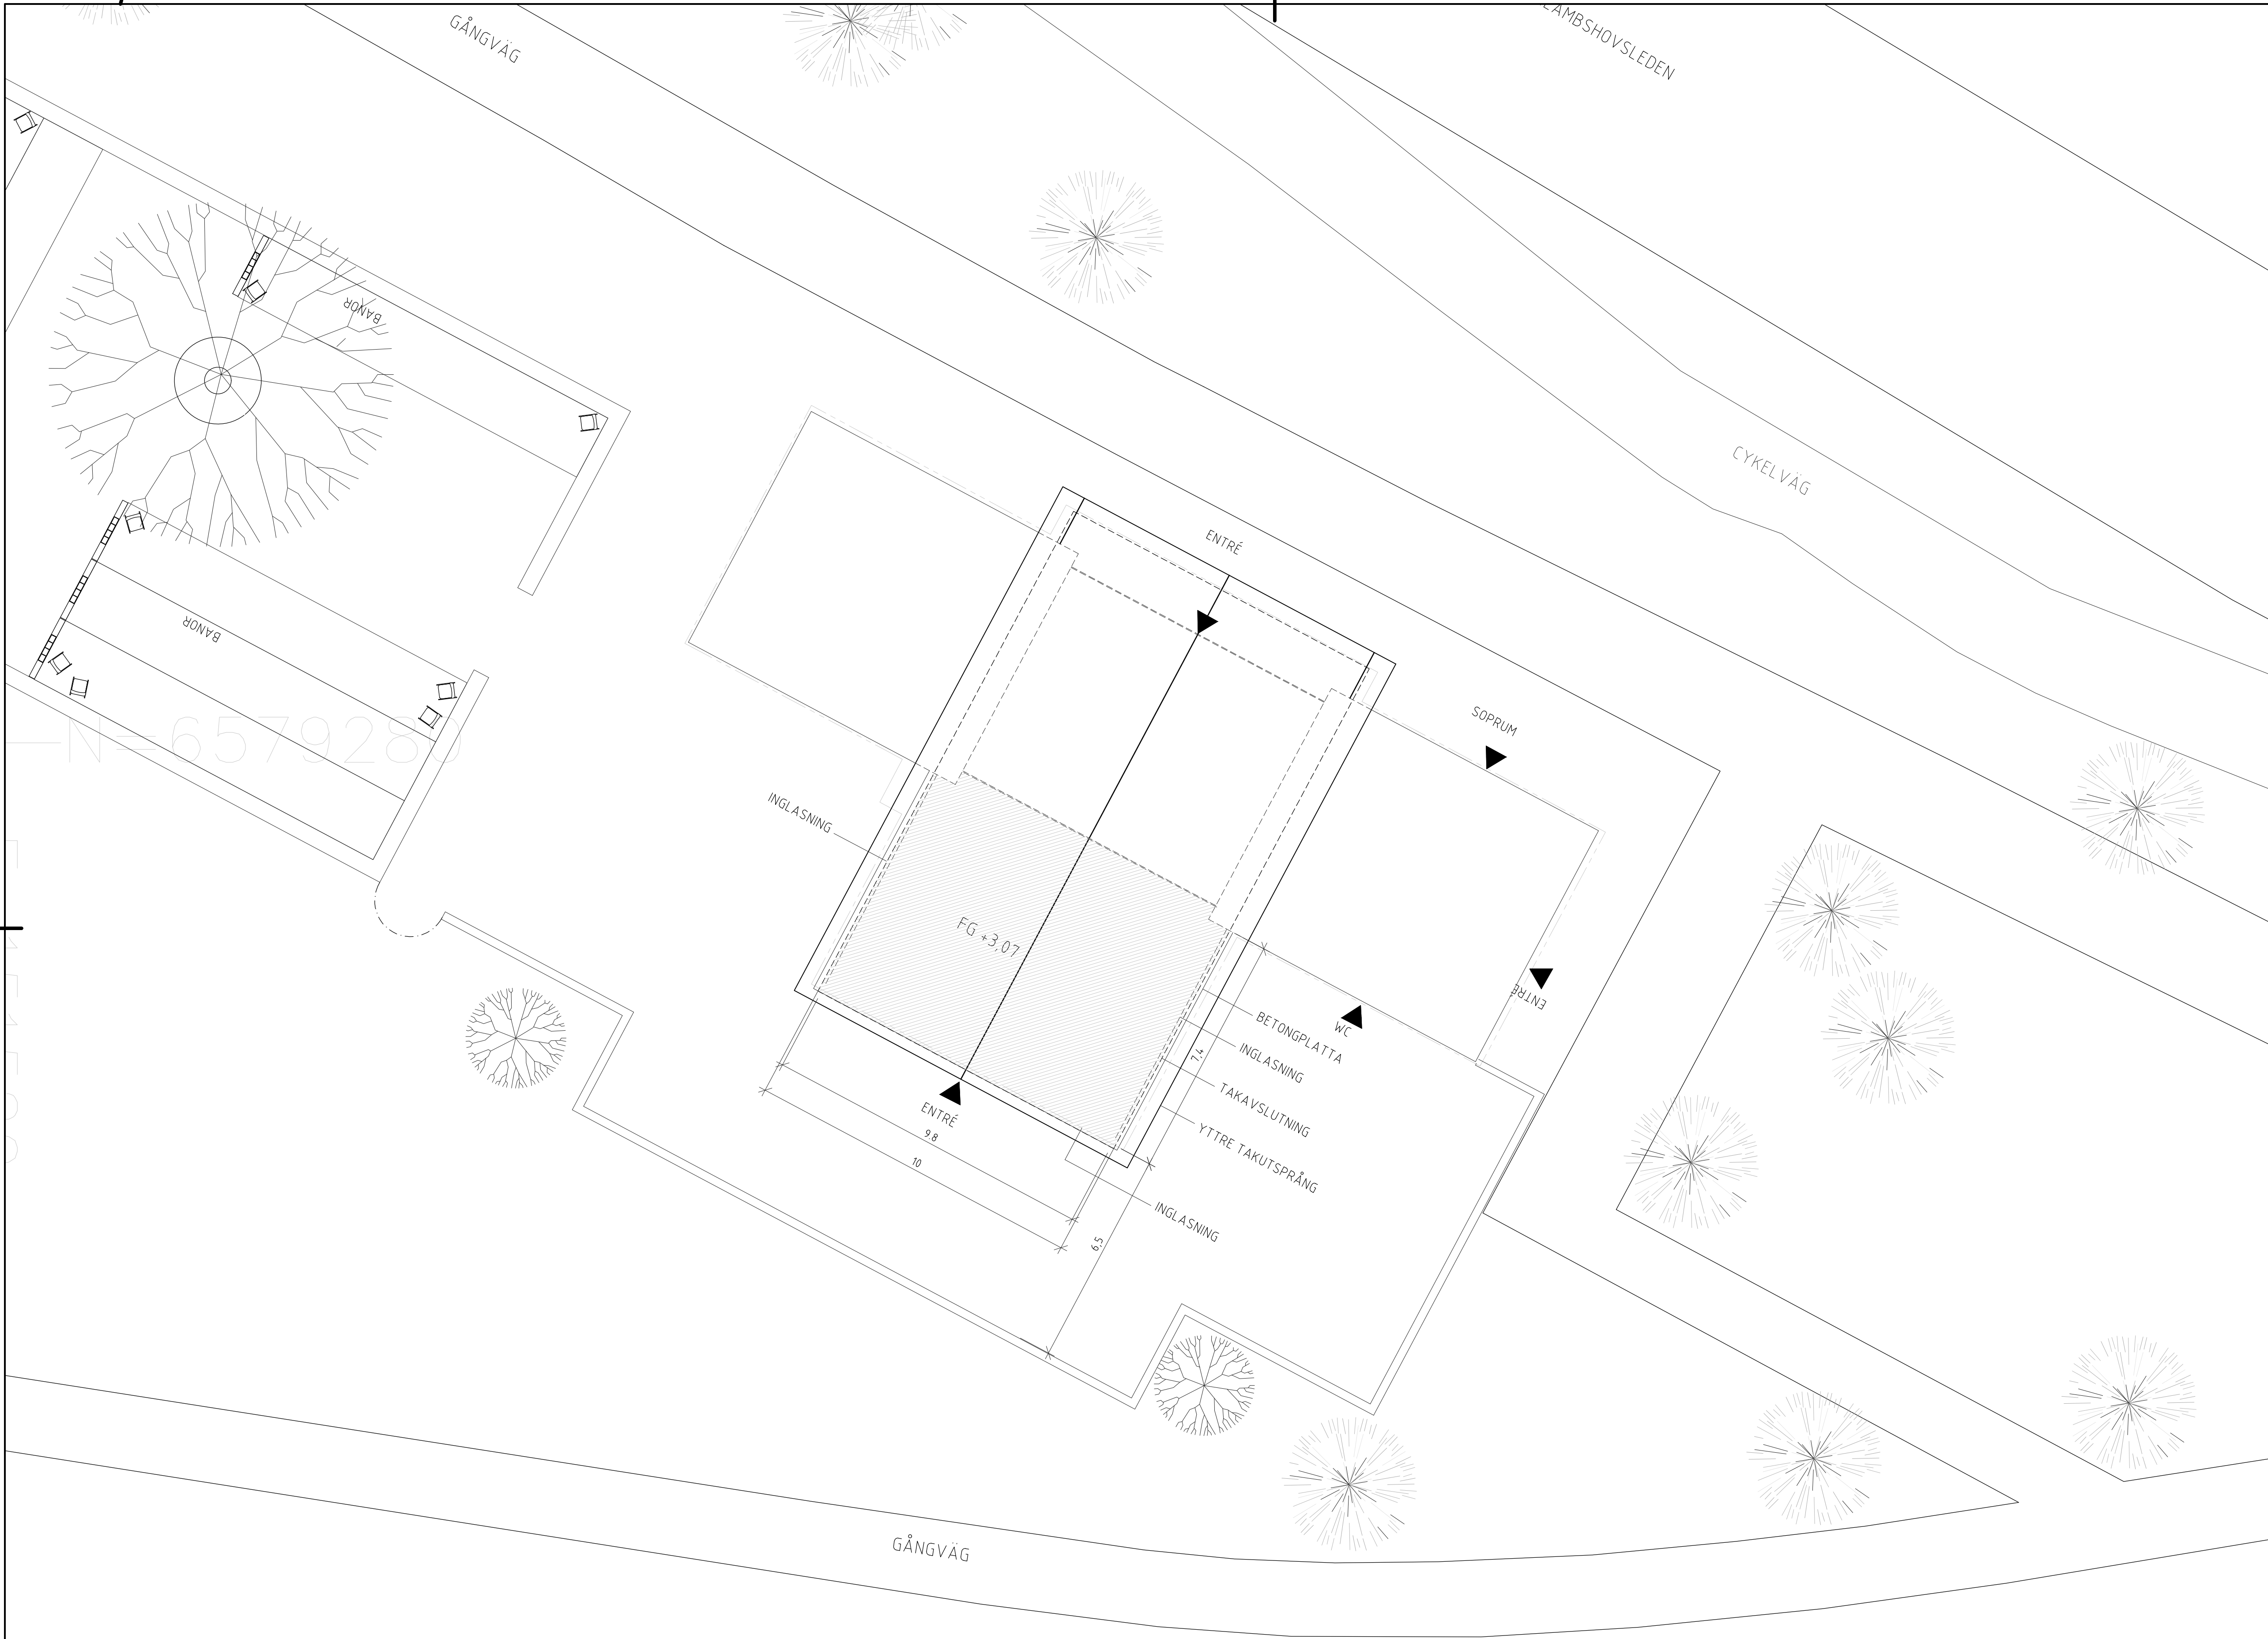 GÅNGVÄG
LAMBSHOVSLEDEN
BANOR
CYKELVÄG
ENTRÉ
BANOR
SOPRUM
N=6579280
INGLASNING
FG +3,07
ENTRÉ
BETONGPLATTA
WC
INGLASNING
7,4
TAKAVSLUTNING
ENTRÉ
9.8
YTTRE TAKUTSPRÅNG
10
INGLASNING
6,5
GÅNGVÄG